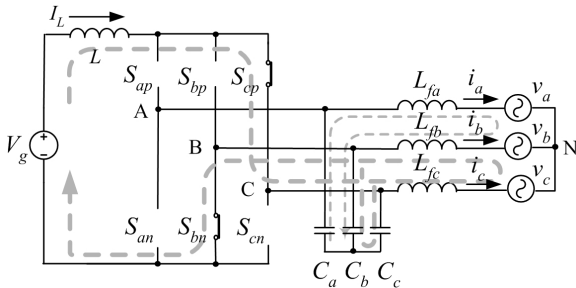 I_L
L
S_ap S_bp S_cp
L_fa i_a v_a
A
V_g + −
L_fb i_b v_b
B N
L_fc i_c v_c
C
S_an S_bn S_cn
C_a C_b C_c